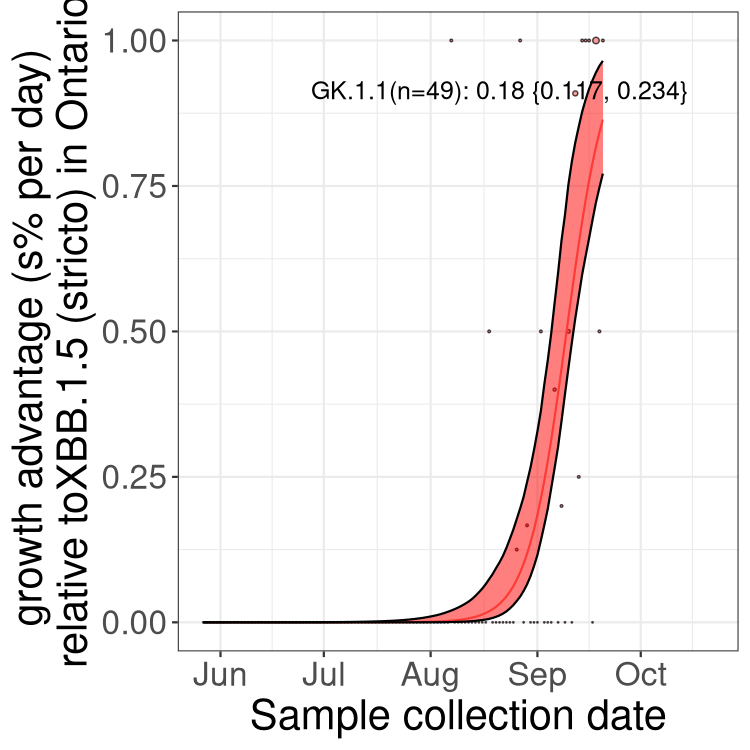 growth advantage (s% per day)
relative toXBB.1.5 (stricto) in Ontario
1.00
0.75
0.50
0.25
0.00
GK.1.1(n=49): 0.18 {0.117, 0.234}
Jun Jul Aug Sep Oct
Sample collection date